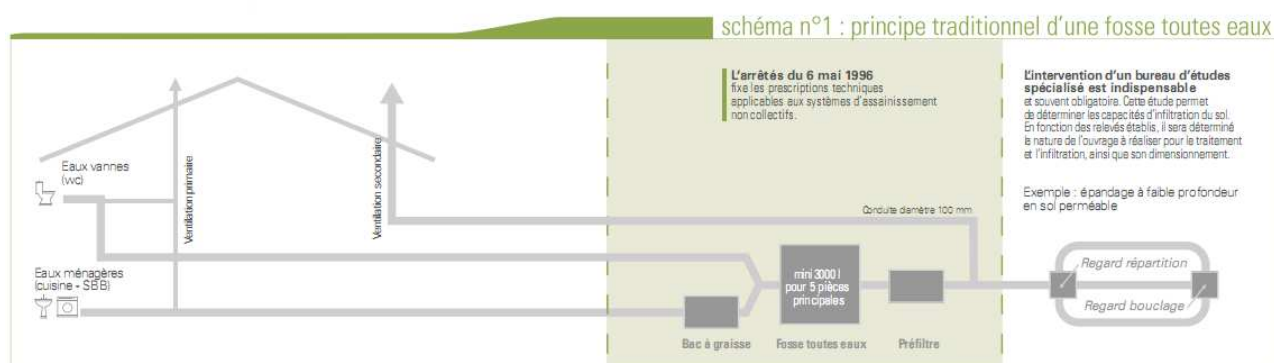 schéma n°1 : principe traditionnel d'une fosse toutes eaux
L'arrêtés du 6 mai 1996
fixe les prescriptions techniques
applicables aux systèmes d'assainissement
non collectifs.
L'intervention d'un bureau d'études
spécialisé est indispensable
et souvent obligatoire. Cette étude permet
de déterminer les capacités d'infiltration du sol.
En fonction des relevés établis, il sera déterminé
la nature de l'ouvrage à réaliser pour le traitement
et l'infiltration, ainsi que son dimensionnement.
Exemple : épandage à faible profondeur
en sol perméable
Eaux vannes
(wc)
Ventilation primaire
Ventilation secondaire
Conduite diamètre 100 mm
Eaux ménagères
(cuisine - SBB)
mini 3000 l
pour 5 pièces
principales
Regard répartition
Regard bouclage
Bac à graisse
Fosse toutes eaux
Préfiltre